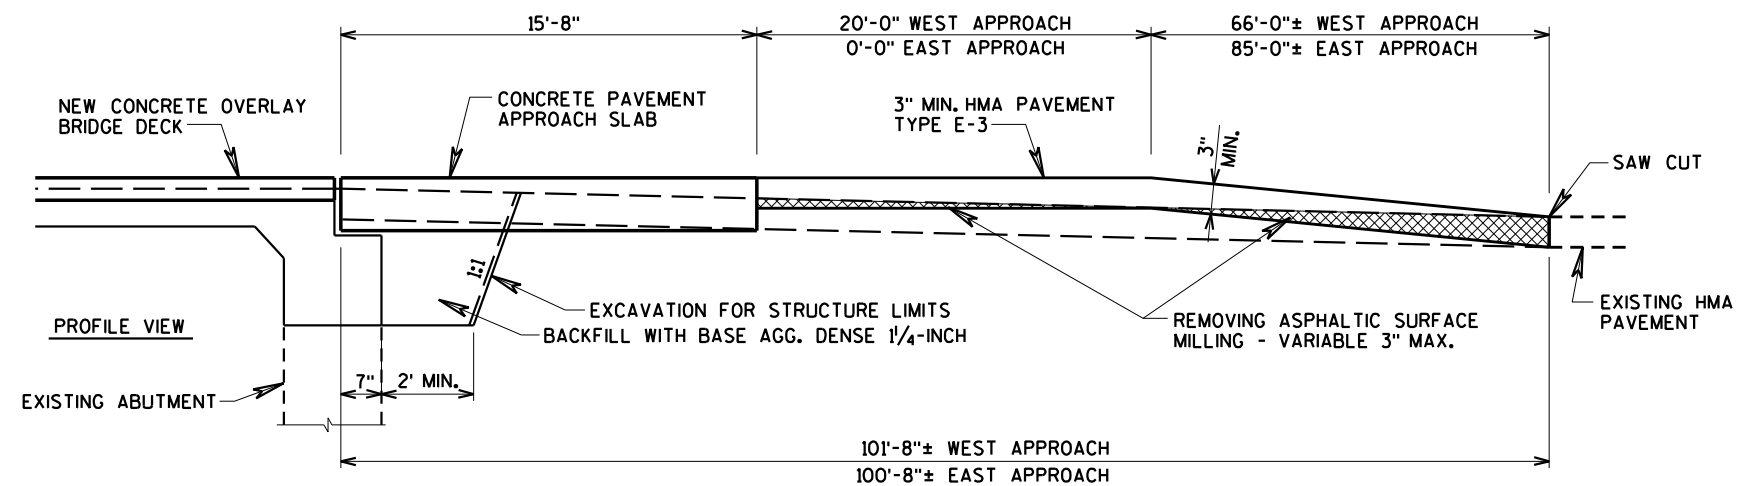 15'-8"
20'-0" WEST APPROACH
0'-0" EAST APPROACH
66'-0"± WEST APPROACH
85'-0"± EAST APPROACH
NEW CONCRETE OVERLAY
BRIDGE DECK
CONCRETE PAVEMENT
APPROACH SLAB
3" MIN. HMA PAVEMENT
TYPE E-3
3"
MIN.
SAW CUT
1:1
EXCAVATION FOR STRUCTURE LIMITS
BACKFILL WITH BASE AGG. DENSE 1¼-INCH
REMOVING ASPHALTIC SURFACE
MILLING - VARIABLE 3" MAX.
EXISTING HMA
PAVEMENT
PROFILE VIEW
7"
2' MIN.
EXISTING ABUTMENT
101'-8"± WEST APPROACH
100'-8"± EAST APPROACH